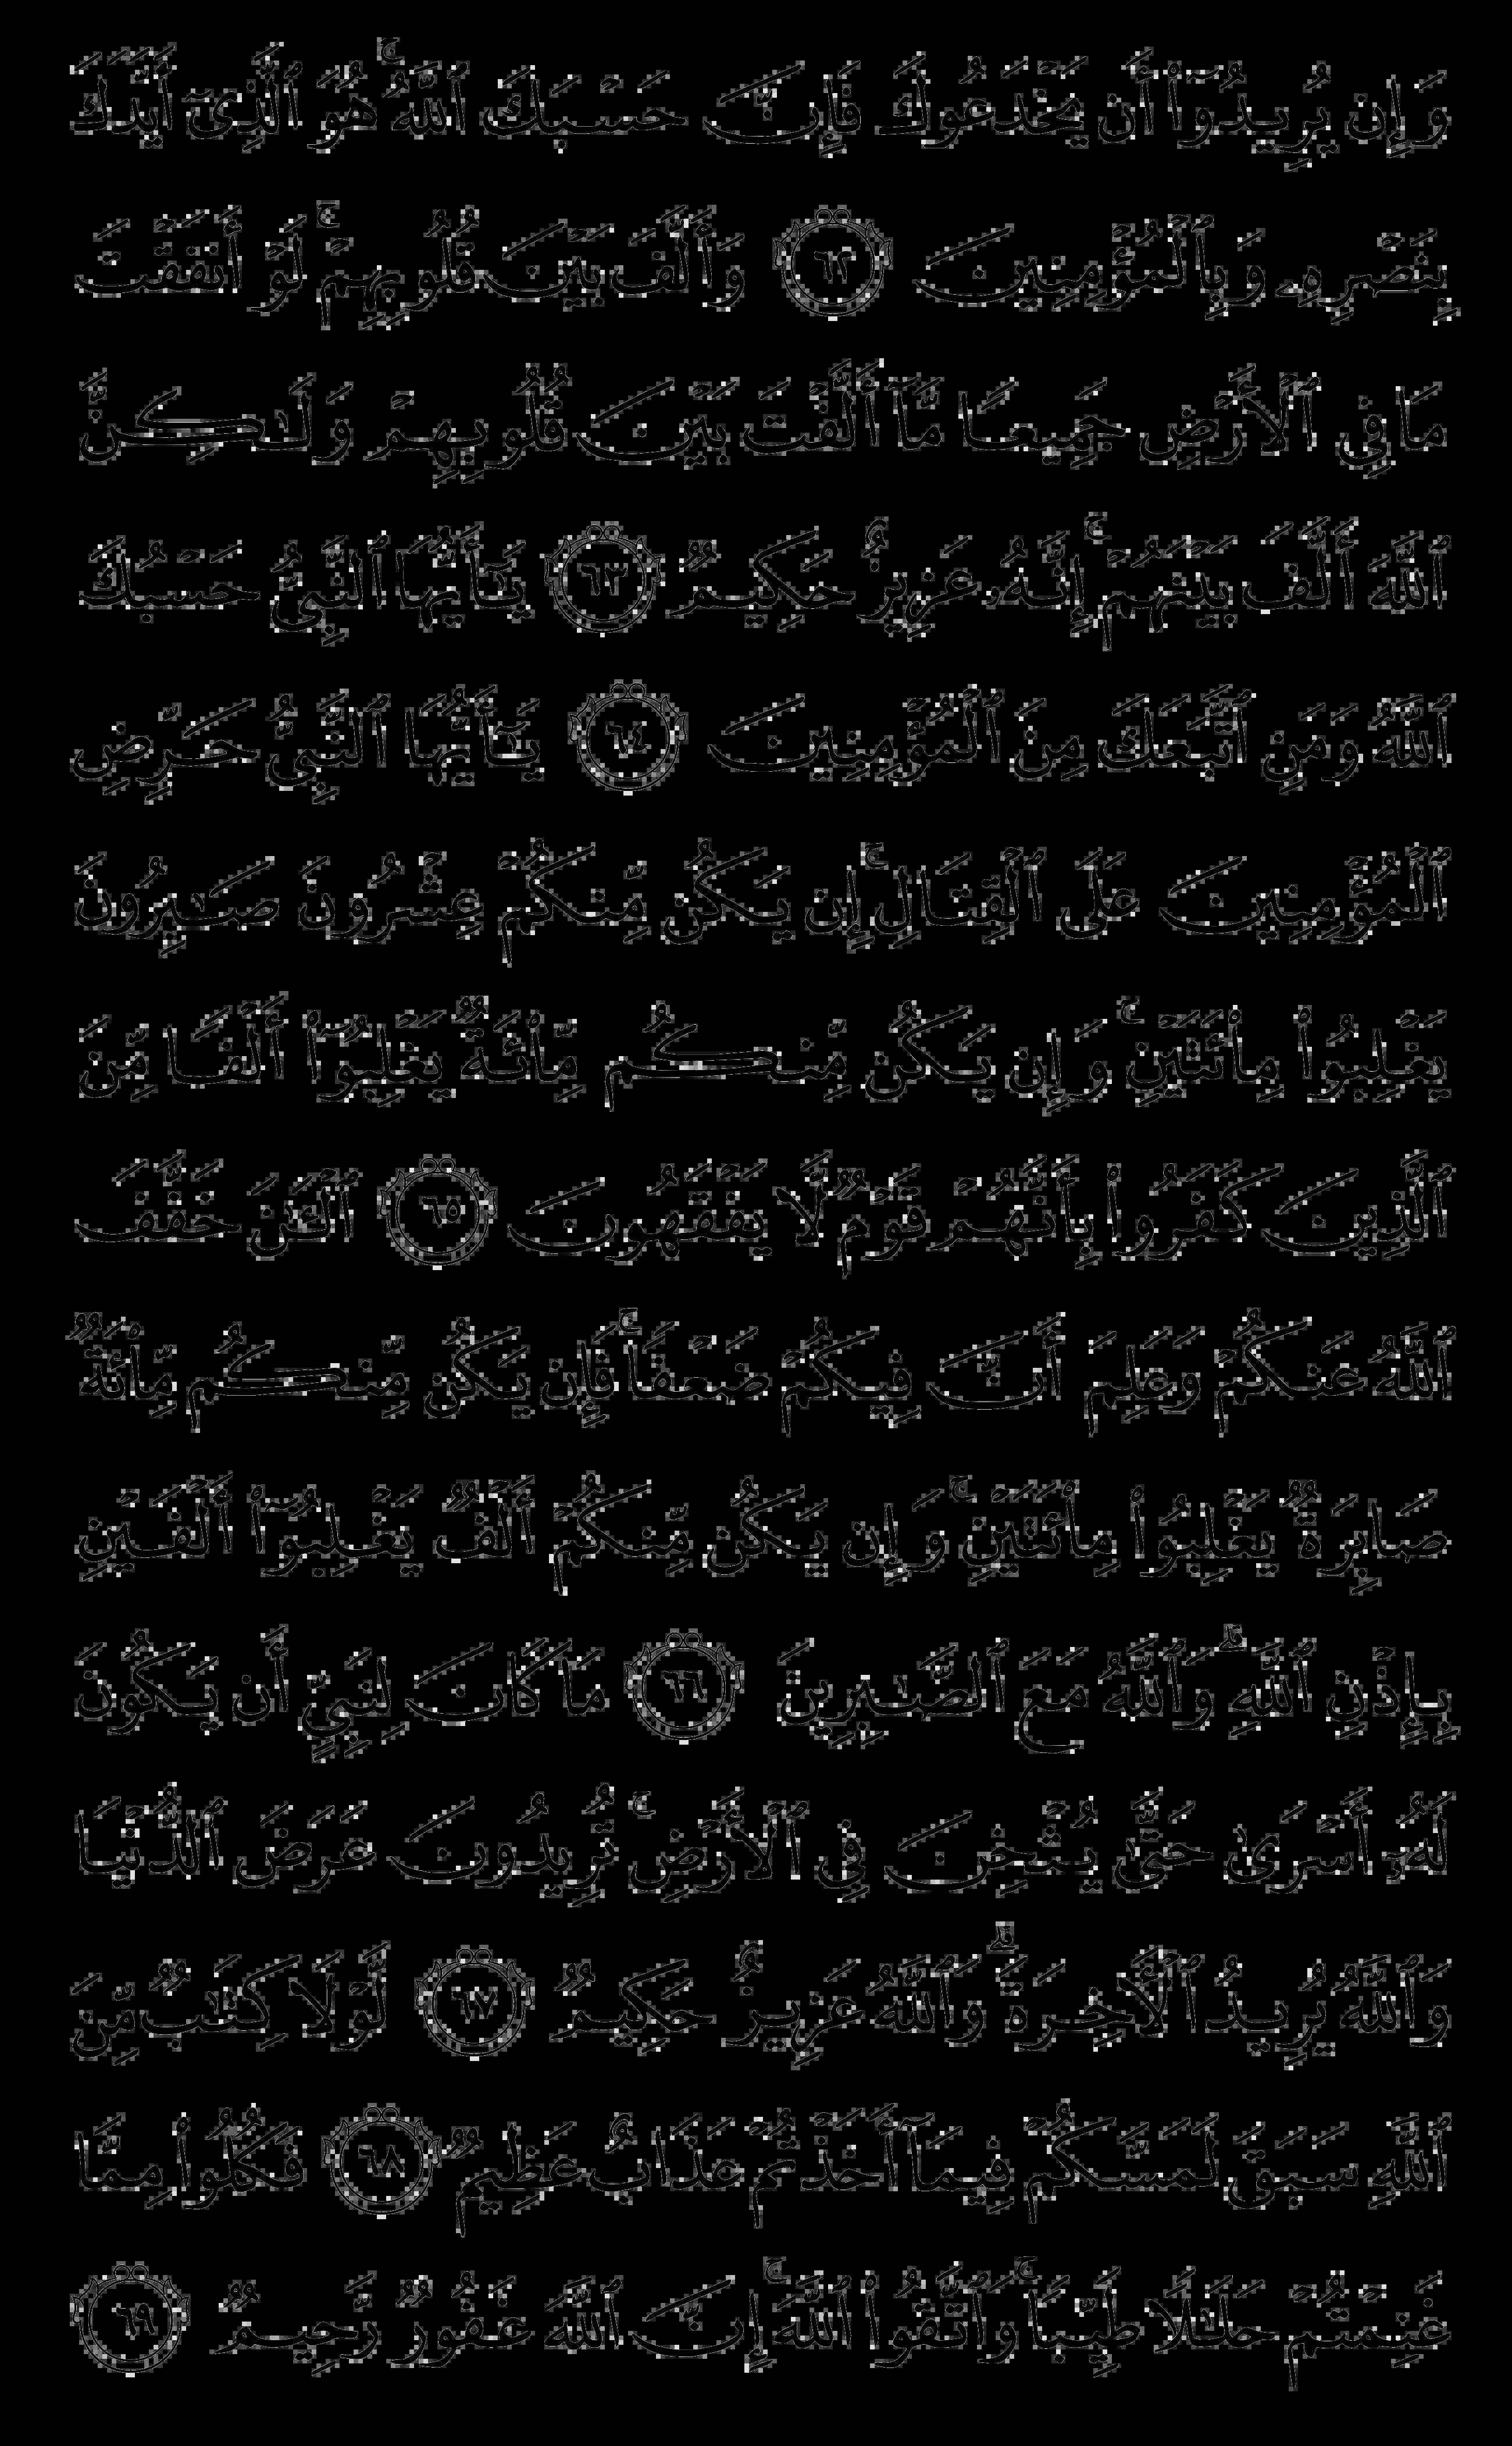 وَإِن يُرِيدُوٓا۟ أَن يَخْدَعُوكَ فَإِنَّ حَسْبَكَ ٱللَّهُ ۚ هُوَ ٱلَّذِىٓ أَيَّدَكَ
بِنَصْرِهِۦ وَبِٱلْمُؤْمِنِينَ ٦٢ وَأَلَّفَ بَيْنَ قُلُوبِهِمْ ۚ لَوْ أَنفَقْتَ
مَا فِى ٱلْأَرْضِ جَمِيعًا مَّآ أَلَّفْتَ بَيْنَ قُلُوبِهِمْ وَلَـٰكِنَّ
ٱللَّهَ أَلَّفَ بَيْنَهُمْ ۚ إِنَّهُۥ عَزِيزٌ حَكِيمٌ ٦٣ يَـٰٓأَيُّهَا ٱلنَّبِىُّ حَسْبُكَ
ٱللَّهُ وَمَنِ ٱتَّبَعَكَ مِنَ ٱلْمُؤْمِنِينَ ٦٤ يَـٰٓأَيُّهَا ٱلنَّبِىُّ حَرِّضِ
ٱلْمُؤْمِنِينَ عَلَى ٱلْقِتَالِ ۚ إِن يَكُن مِّنكُمْ عِشْرُونَ صَـٰبِرُونَ
يَغْلِبُوا۟ مِا۟ئَتَيْنِ ۚ وَإِن يَكُن مِّنكُم مِّا۟ئَةٌ يَغْلِبُوٓا۟ أَلْفًا مِّنَ
ٱلَّذِينَ كَفَرُوا۟ بِأَنَّهُمْ قَوْمٌ لَّا يَفْقَهُونَ ٦٥ ٱلْـَٔـٰنَ خَفَّفَ
ٱللَّهُ عَنكُمْ وَعَلِمَ أَنَّ فِيكُمْ ضَعْفًا ۚ فَإِن يَكُن مِّنكُم مِّا۟ئَةٌ
صَابِرَةٌ يَغْلِبُوا۟ مِا۟ئَتَيْنِ ۚ وَإِن يَكُن مِّنكُمْ أَلْفٌ يَغْلِبُوٓا۟ أَلْفَيْنِ
بِإِذْنِ ٱللَّهِ ۗ وَٱللَّهُ مَعَ ٱلصَّـٰبِرِينَ ٦٦ مَا كَانَ لِنَبِىٍّ أَن يَكُونَ
لَهُۥٓ أَسْرَىٰ حَتَّىٰ يُثْخِنَ فِى ٱلْأَرْضِ ۚ تُرِيدُونَ عَرَضَ ٱلدُّنْيَا
وَٱللَّهُ يُرِيدُ ٱلْـَٔاخِرَةَ ۗ وَٱللَّهُ عَزِيزٌ حَكِيمٌ ٦٧ لَّوْلَا كِتَـٰبٌ مِّنَ
ٱللَّهِ سَبَقَ لَمَسَّكُمْ فِيمَآ أَخَذْتُمْ عَذَابٌ عَظِيمٌ ٦٨ فَكُلُوا۟ مِمَّا
غَنِمْتُمْ حَلَـٰلًا طَيِّبًا ۚ وَٱتَّقُوا۟ ٱللَّهَ ۚ إِنَّ ٱللَّهَ غَفُورٌ رَّحِيمٌ ٦٩